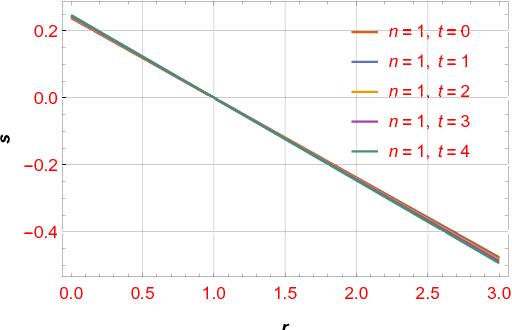 0.2
0.0
−0.2
−0.4
s
n = 1, t = 0
n = 1, t = 1
n = 1, t = 2
n = 1, t = 3
n = 1, t = 4
0.0 0.5 1.0 1.5 2.0 2.5 3.0
r